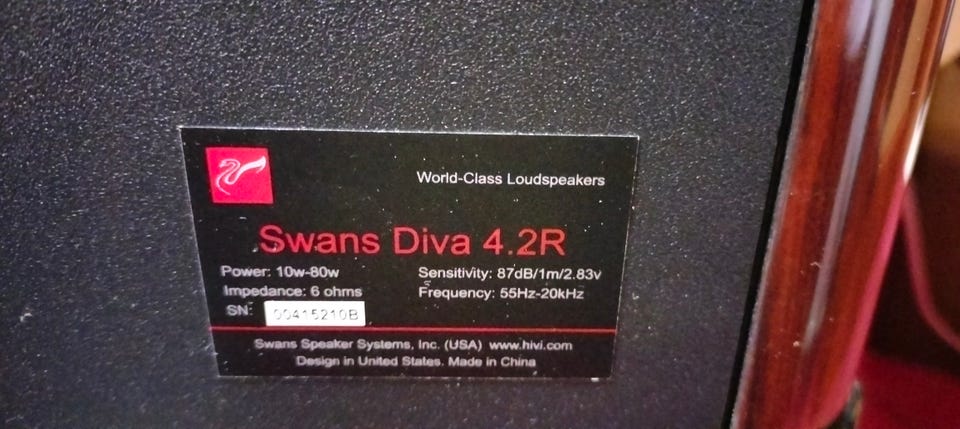 World-Class Loudspeakers
Swans Diva 4.2R
Power: 10w-80w
Sensitivity: 87dB/1m/2.83v
Impedance: 6 ohms
Frequency: 55Hz-20kHz
SN: 00415210B
Swans Speaker Systems, Inc. (USA) www.hivi.com
Design in United States. Made in China